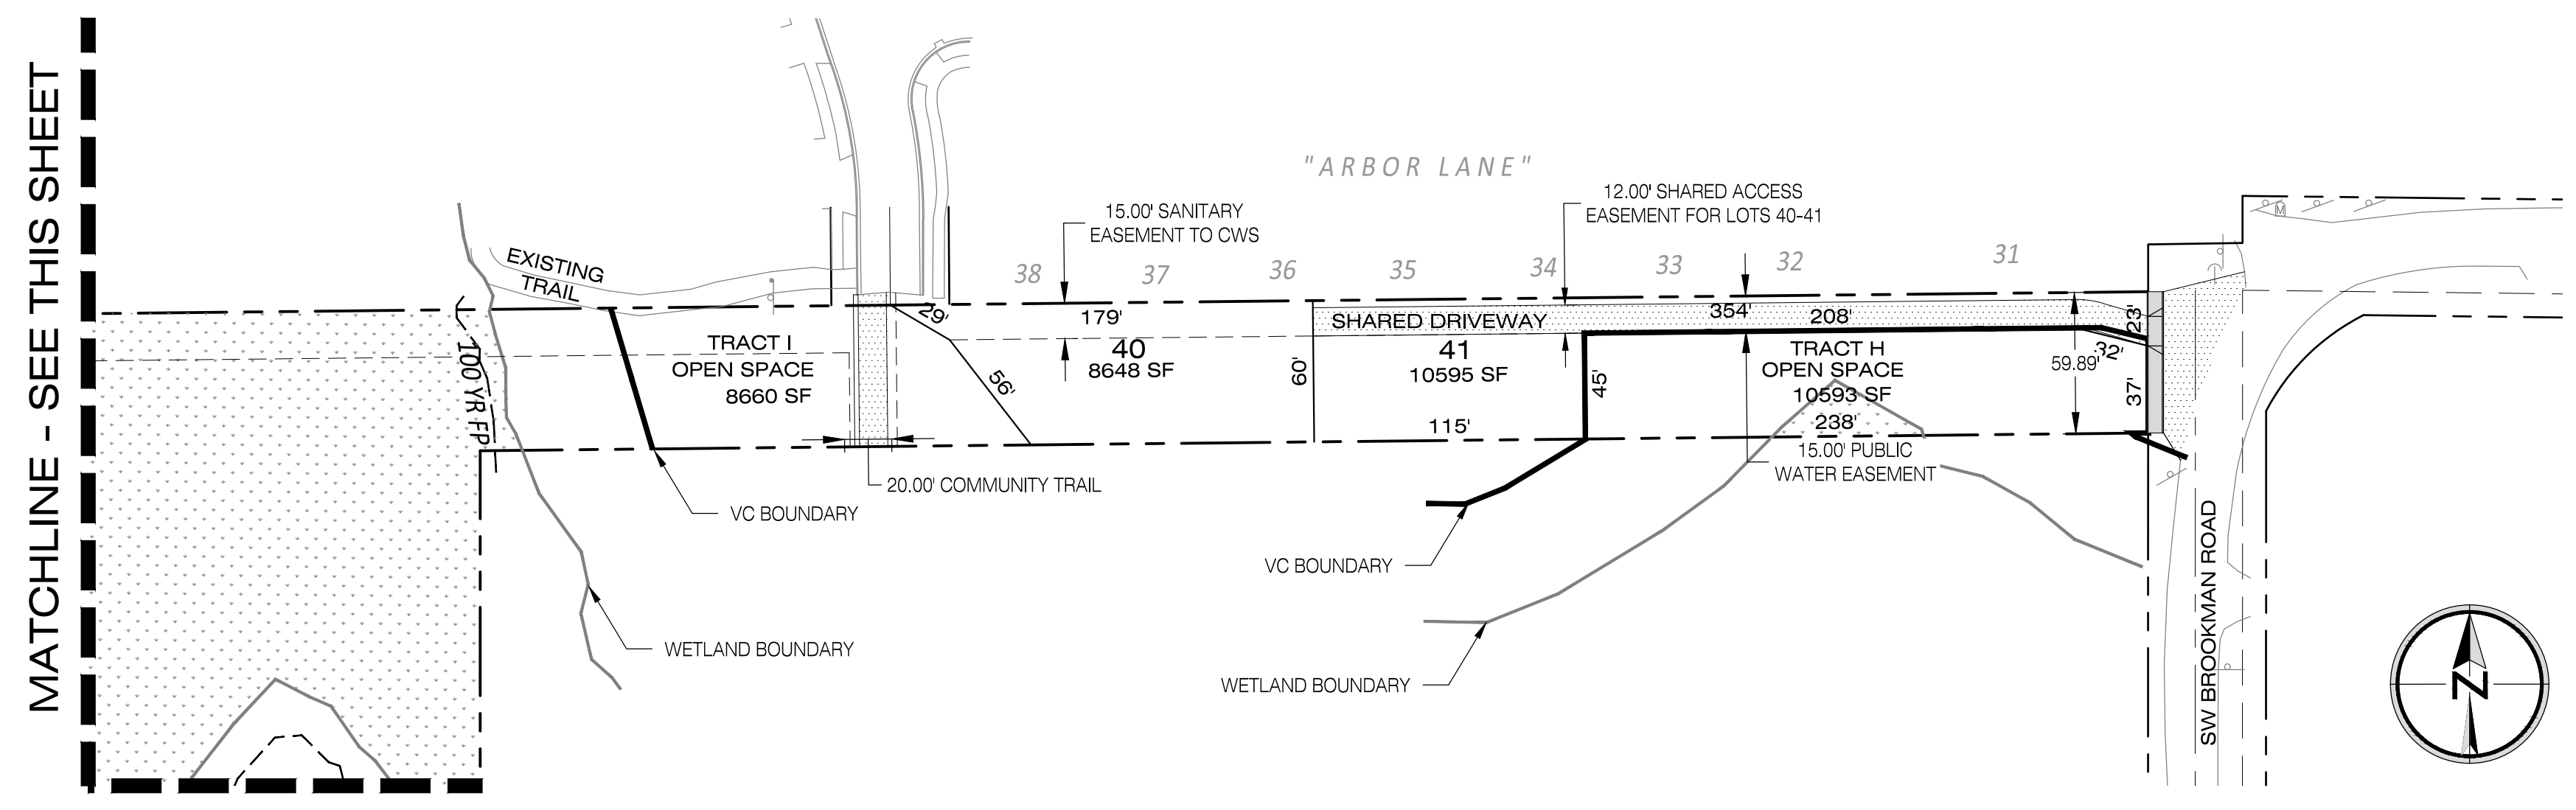 MATCHLINE - SEE THIS SHEET
"ARBOR LANE"
15.00' SANITARY
EASEMENT TO CWS
12.00' SHARED ACCESS
EASEMENT FOR LOTS 40-41
38
37
36
35
34
33
32
31
M
EXISTING
TRAIL
100 YR FP
TRACT I
OPEN SPACE
8660 SF
29'
179'
56'
40
8648 SF
60'
SHARED DRIVEWAY
41
10595 SF
115'
45'
354'
208'
TRACT H
OPEN SPACE
10593 SF
238'
59.89'
23'
32'
37'
15.00' PUBLIC
WATER EASEMENT
20.00' COMMUNITY TRAIL
VC BOUNDARY
VC BOUNDARY
WETLAND BOUNDARY
WETLAND BOUNDARY
SW BROOKMAN ROAD
N